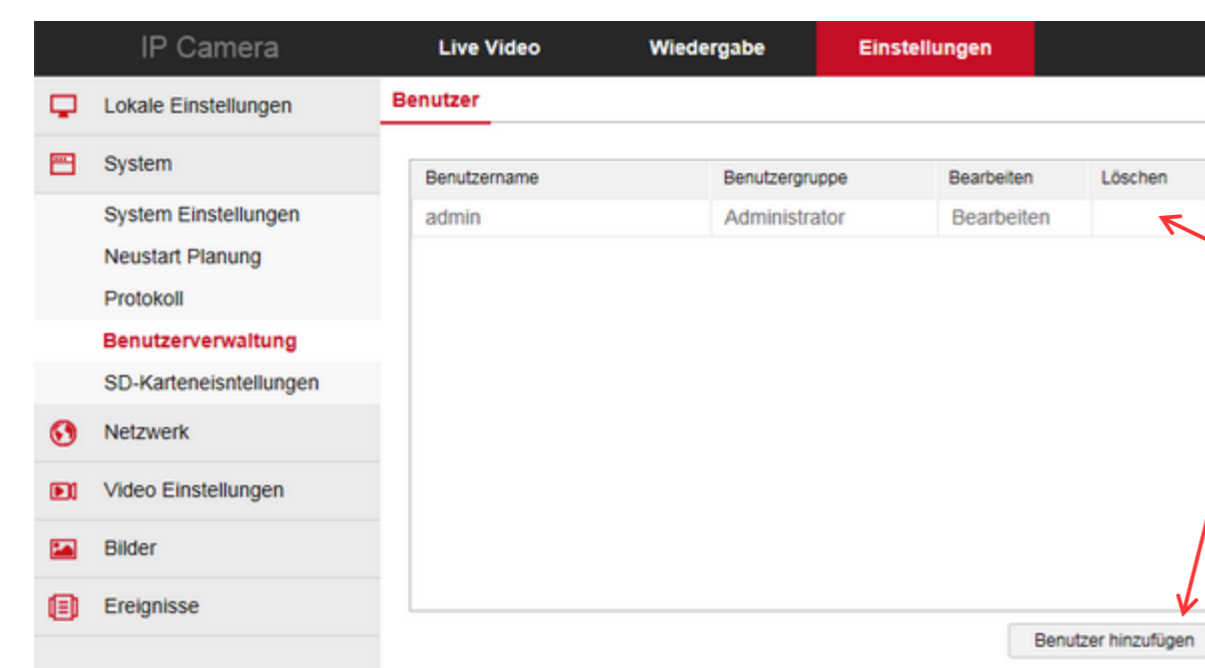 IP Camera Live Video Wiedergabe Einstellungen
Lokale Einstellungen
System
System Einstellungen
Neustart Planung
Protokoll
Benutzerverwaltung
SD-Karteneisntellungen
Netzwerk
Video Einstellungen
Bilder
Ereignisse
Benutzer
Benutzername Benutzergruppe Bearbeiten Löschen
admin Administrator Bearbeiten
Benutzer hinzufügen